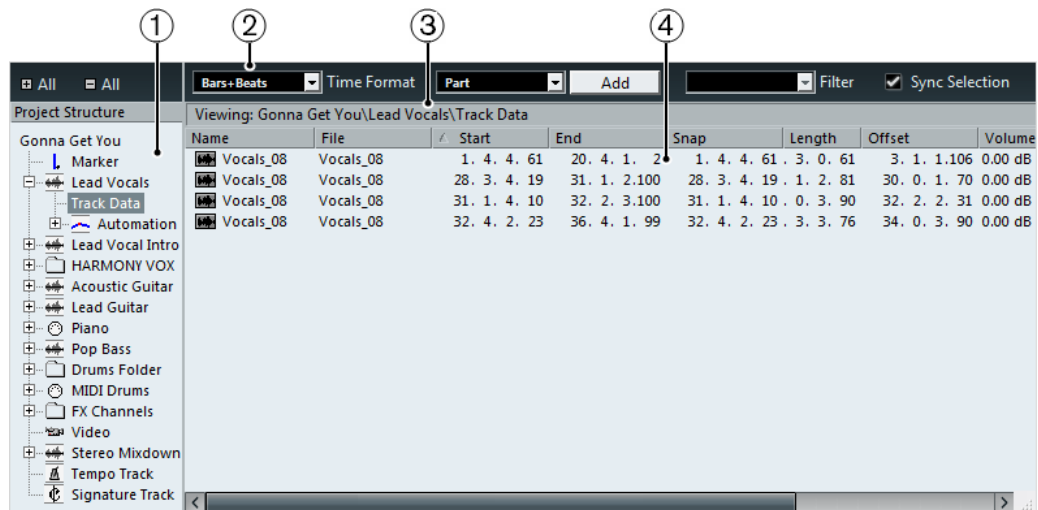 1 2 3 4
All All Bars+Beats Time Format Part Add Filter Sync Selection
Project Structure Viewing: Gonna Get You\Lead Vocals\Track Data
Gonna Get You Name File Start End Snap Length Offset Volume
Marker Vocals_08 Vocals_08 1. 4. 4. 61 20. 4. 1. 2 1. 4. 4. 61 . 3. 0. 61 3. 1. 1.106 0.00 dB
Lead Vocals Vocals_08 Vocals_08 28. 3. 4. 19 31. 1. 2.100 28. 3. 4. 19 . 1. 2. 81 30. 0. 1. 70 0.00 dB
Track Data Vocals_08 Vocals_08 31. 1. 4. 10 32. 2. 3.100 31. 1. 4. 10 . 0. 3. 90 32. 2. 2. 31 0.00 dB
Automation Vocals_08 Vocals_08 32. 4. 2. 23 36. 4. 1. 99 32. 4. 2. 23 . 3. 3. 76 34. 0. 3. 90 0.00 dB
Lead Vocal Intro
HARMONY VOX
Acoustic Guitar
Lead Guitar
Piano
Pop Bass
Drums Folder
MIDI Drums
FX Channels
Video
Stereo Mixdown
Tempo Track
Signature Track